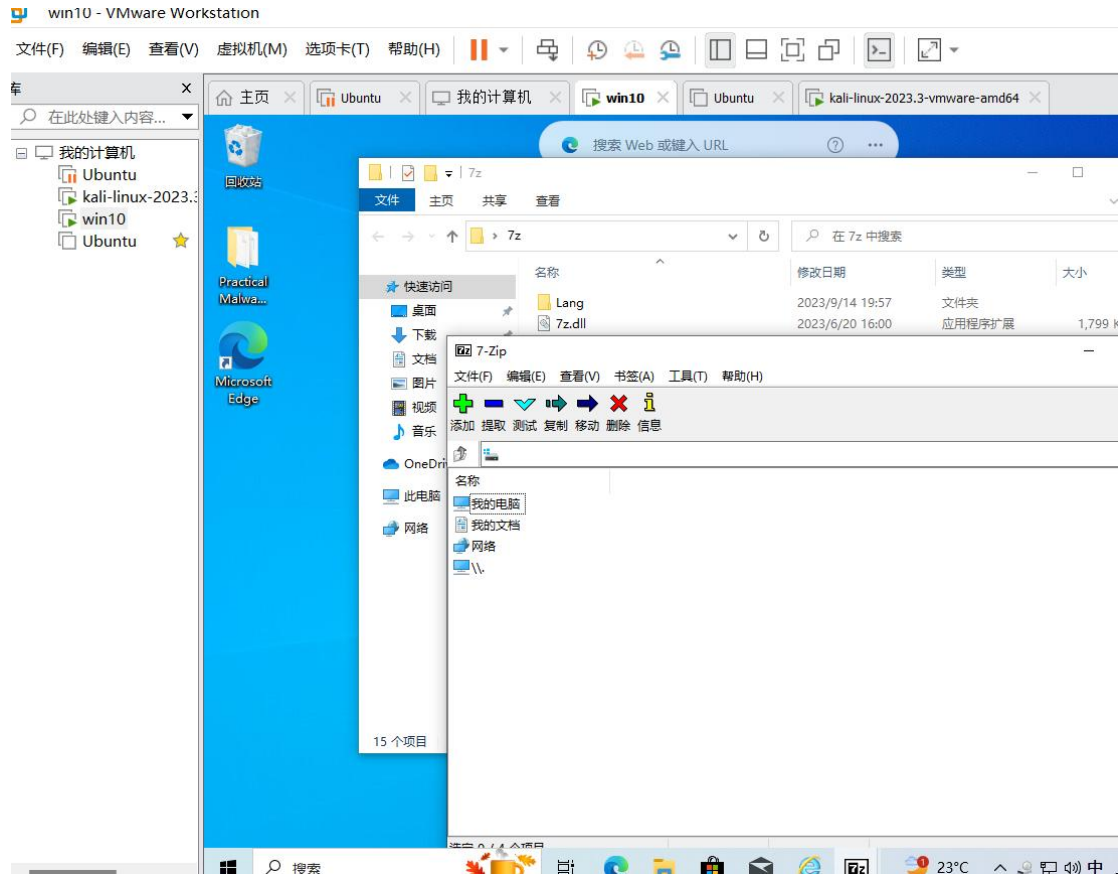 win10 - VMware Workstation
文件(F) 编辑(E) 查看(V) 虚拟机(M) 选项卡(T) 帮助(H)
库
在此处键入内容...
我的计算机
Ubuntu
kali-linux-2023.3
win10
Ubuntu
主页 Ubuntu 我的计算机 win10 Ubuntu kali-linux-2023.3-vmware-amd64
回收站
Practical
Malwa...
Microsoft
Edge
搜索 Web 或键入 URL
7z
文件 主页 共享 查看
7z
在 7z 中搜索
名称 修改日期 类型 大小
Lang 2023/9/14 19:57 文件夹
7z.dll 2023/6/20 16:00 应用程序扩展 1,799 K
快速访问
桌面
下载
文档
图片
视频
音乐
OneDri
此电脑
网络
15 个项目
7-Zip
文件(F) 编辑(E) 查看(V) 书签(A) 工具(T) 帮助(H)
添加 提取 测试 复制 移动 删除 信息
名称
我的电脑
我的文档
网络
\\.
选定 0 / 4 个项目
搜索
7z
23°C
中